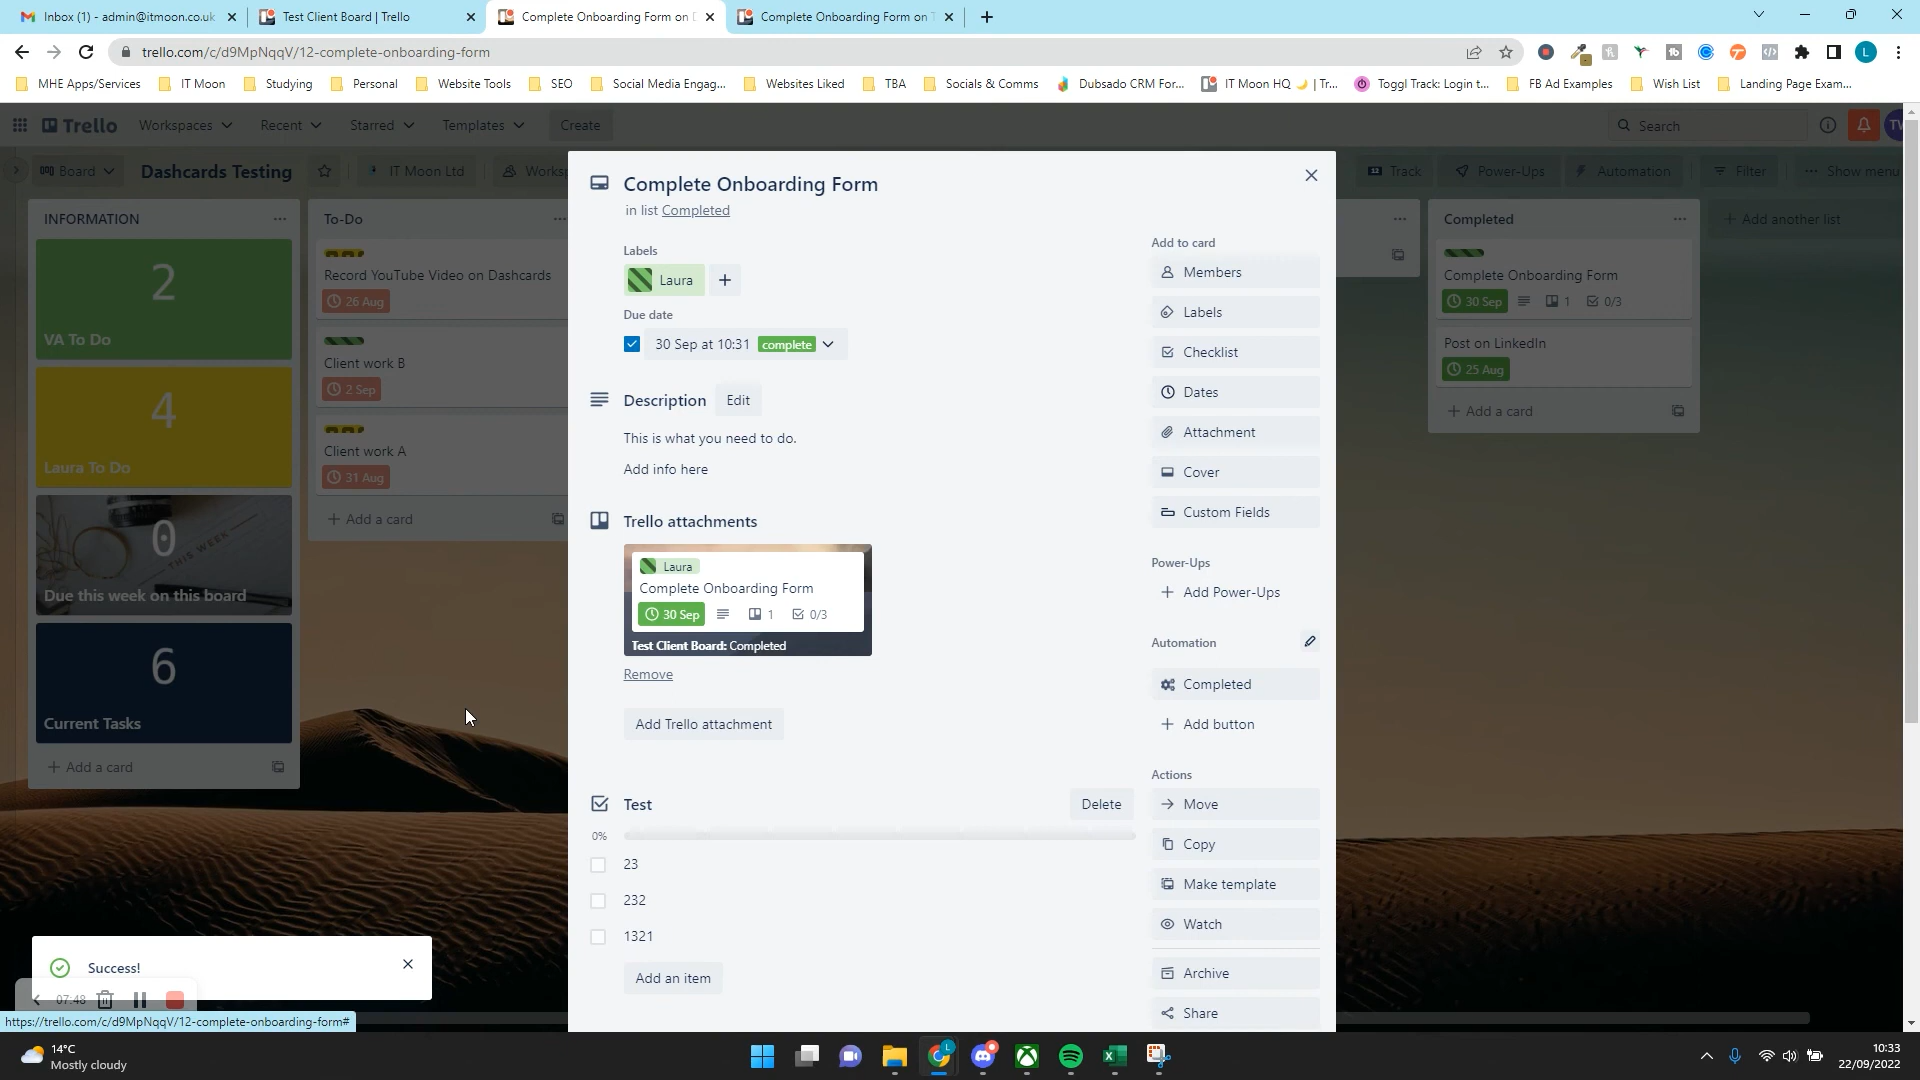 Inbox (1) - admin@itmoon.co.uk
Test Client Board | Trello
Complete Onboarding Form on
Complete Onboarding Form on
trello.com/c/d9MpNqqV/12-complete-onboarding-form
MHE Apps/Services
IT Moon
Studying
Personal
Website Tools
SEO
Social Media Engag...
Websites Liked
TBA
Socials & Comms
Dubsado CRM For...
IT Moon HQ 🌙 | Tr...
Toggl Track: Login t...
FB Ad Examples
Wish List
Landing Page Exam...
Trello
Workspaces
Recent
Starred
Templates
Create
Search
Board
Dashcards Testing
IT Moon Ltd
Track
Power-Ups
Automation
Filter
Show menu
INFORMATION
2
VA To Do
4
Laura To Do
0
Due this week on this board
6
Current Tasks
+ Add a card
To-Do
Record YouTube Video on Dashcards
26 Aug
Client work B
2 Sep
Client work A
31 Aug
+ Add a card
Complete Onboarding Form
in list Completed
Labels
Laura
+
Due date
30 Sep at 10:31 complete
Description
Edit
This is what you need to do.
Add info here
Trello attachments
Laura
Complete Onboarding Form
30 Sep
1
0/3
Test Client Board: Completed
Remove
Add Trello attachment
Test
Delete
0%
23
232
1321
Add an item
Add to card
Members
Labels
Checklist
Dates
Attachment
Cover
Custom Fields
Power-Ups
+ Add Power-Ups
Automation
Completed
+ Add button
Actions
Move
Copy
Make template
Watch
Archive
Share
Completed
Complete Onboarding Form
30 Sep
1
0/3
Post on LinkedIn
25 Aug
+ Add a card
+ Add another list
Success!
07:48
https://trello.com/c/d9MpNqqV/12-complete-onboarding-form#
14°C
Mostly cloudy
10:33
22/09/2022